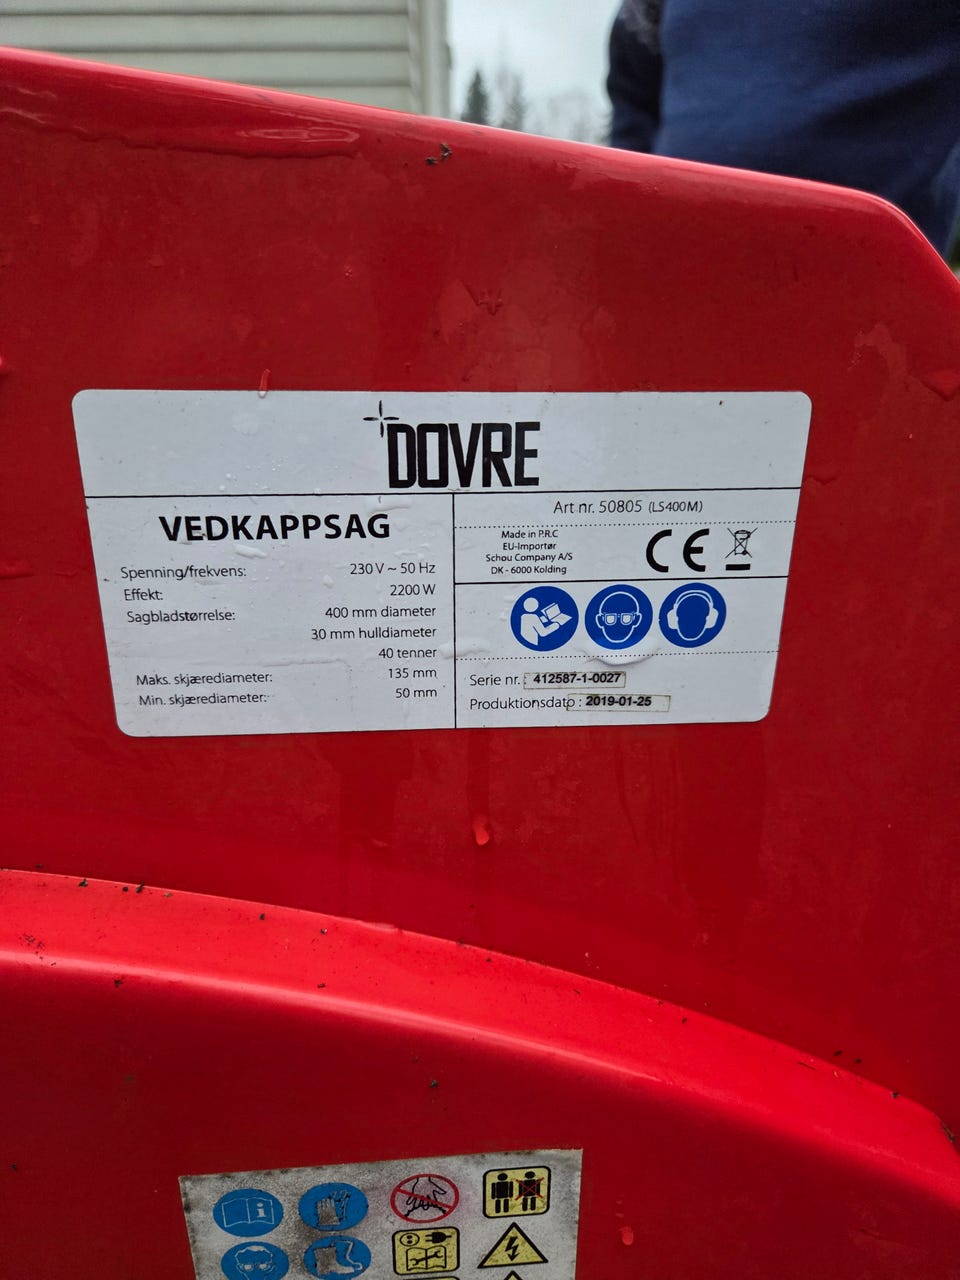 DOVRE
VEDKAPPSAG
Spenning/frekvens: 230 V ~ 50 Hz
Effekt: 2200 W
Sagbladstørrelse: 400 mm diameter
30 mm hulldiameter
40 tenner
Maks. skjærediameter: 135 mm
Min. skjærediameter: 50 mm
Art nr. 50805 (LS400M)
Made in P.R.C
EU-Importør
Schou Company A/S
DK - 6000 Kolding
CE
Serie nr. : 412587-1-0027
Produktionsdato : 2019-01-25